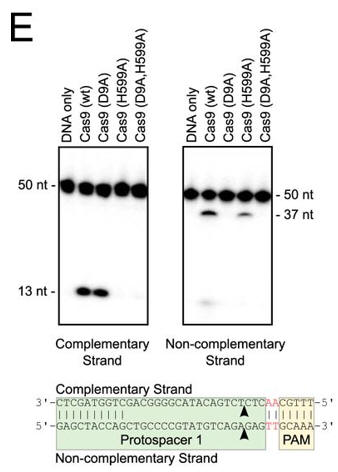 E
DNA only
Cas9 (wt)
Cas9 (D9A)
Cas9 (H599A)
Cas9 (D9A,H599A)
DNA only
Cas9 (wt)
Cas9 (D9A)
Cas9 (H599A)
Cas9 (D9A,H599A)
50 nt -
13 nt -
- 50 nt
- 37 nt
Complementary
Strand
Non-complementary
Strand
Complementary Strand
3'-CTCGATGGTCGACGGGGCATACAGTCTCTCAACGTTT-5'
5'-GAGCTACCAGCTGCCCCGTATGTCAGAGAGTTGCAAA-3'
Protospacer 1
PAM
Non-complementary Strand